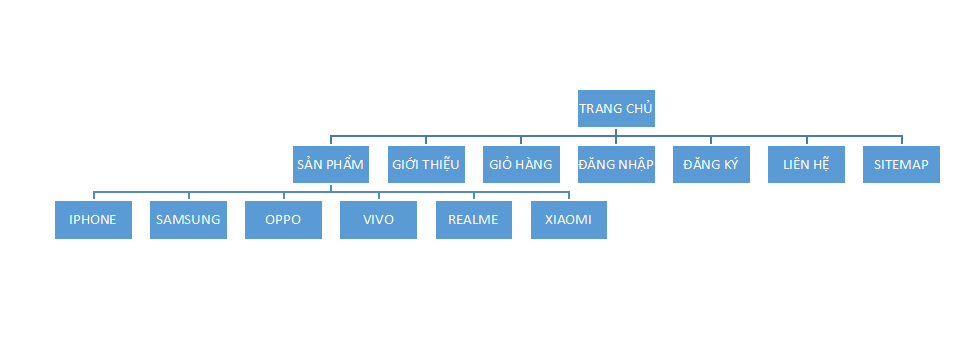 TRANG CHỦ
SẢN PHẨM
GIỚI THIỆU
GIỎ HÀNG
ĐĂNG NHẬP
ĐĂNG KÝ
LIÊN HỆ
SITEMAP
IPHONE
SAMSUNG
OPPO
VIVO
REALME
XIAOMI